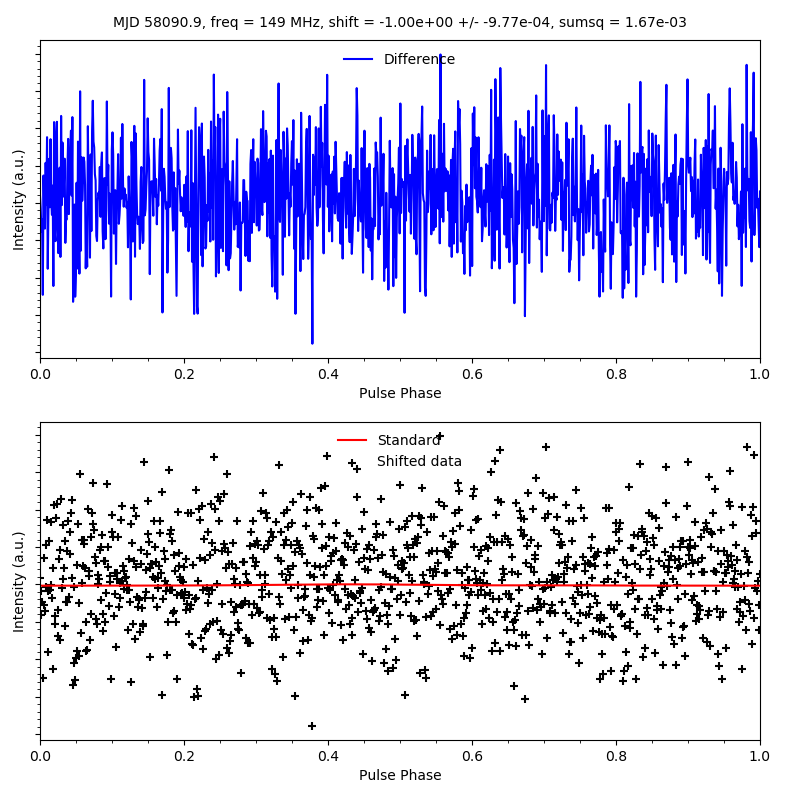 MJD 58090.9, freq = 149 MHz, shift = -1.00e+00 +/- -9.77e-04, sumsq = 1.67e-03
Difference
Intensity (a.u.)
0.0 0.2 0.4 0.6 0.8 1.0
Pulse Phase
Standard
Shifted data
Intensity (a.u.)
0.0 0.2 0.4 0.6 0.8 1.0
Pulse Phase